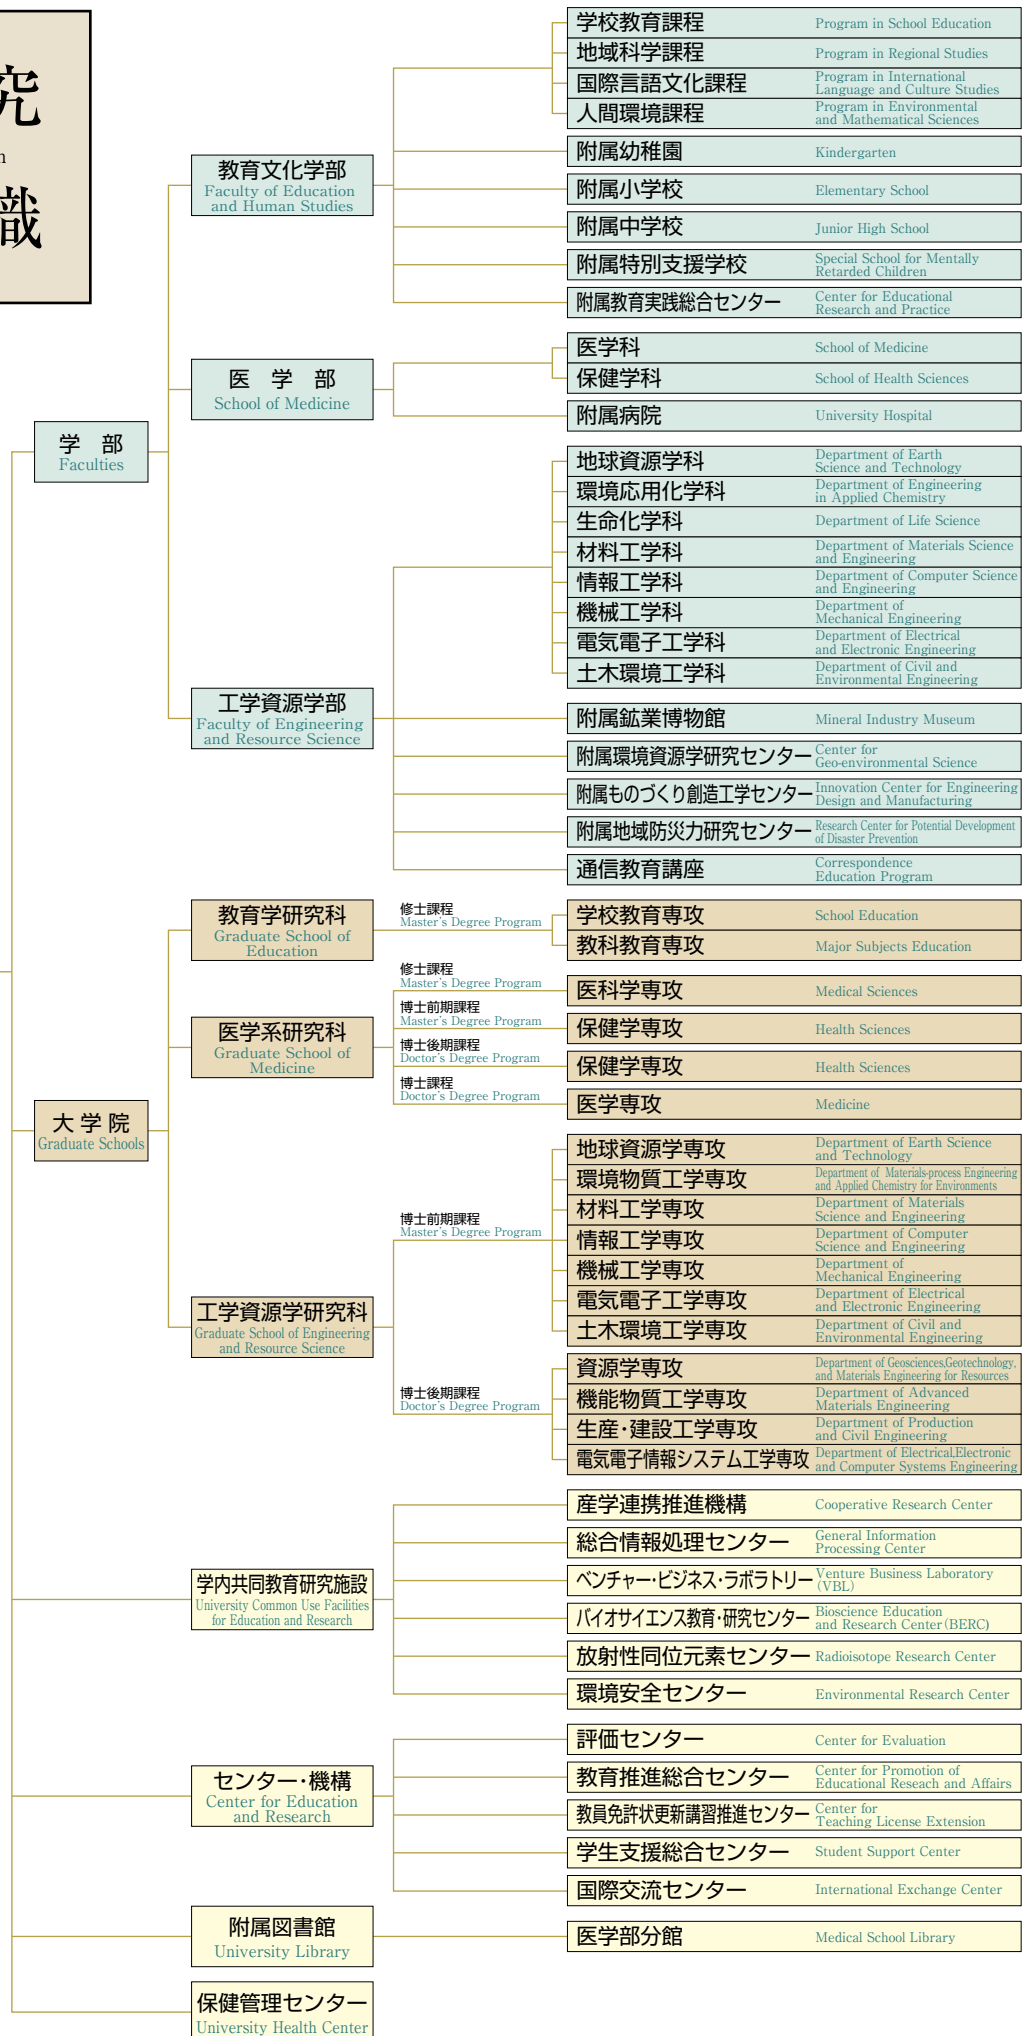 究
n
織
学　部
Faculties
教育文化学部
Faculty of Education
and Human Studies
学校教育課程 Program in School Education
地域科学課程 Program in Regional Studies
国際言語文化課程 Program in International
Language and Culture Studies
人間環境課程 Program in Environmental
and Mathematical Sciences
附属幼稚園 Kindergarten
附属小学校 Elementary School
附属中学校 Junior High School
附属特別支援学校 Special School for Mentally
Retarded Children
附属教育実践総合センター Center for Educational
Research and Practice
医　学　部
School of Medicine
医学科 School of Medicine
保健学科 School of Health Sciences
附属病院 University Hospital
工学資源学部
Faculty of Engineering
and Resource Science
地球資源学科 Department of Earth
Science and Technology
環境応用化学科 Department of Engineering
in Applied Chemistry
生命化学科 Department of Life Science
材料工学科 Department of Materials Science
and Engineering
情報工学科 Department of Computer Science
and Engineering
機械工学科 Department of
Mechanical Engineering
電気電子工学科 Department of Electrical
and Electronic Engineering
土木環境工学科 Department of Civil and
Environmental Engineering
附属鉱業博物館 Mineral Industry Museum
附属環境資源学研究センター Center for
Geo-environmental Science
附属ものづくり創造工学センター Innovation Center for Engineering
Design and Manufacturing
附属地域防災力研究センター Research Center for Potential Development
of Disaster Prevention
通信教育講座 Correspondence
Education Program
大 学 院
Graduate Schools
教育学研究科
Graduate School of
Education
修士課程
Master's Degree Program
学校教育専攻 School Education
教科教育専攻 Major Subjects Education
医学系研究科
Graduate School of
Medicine
修士課程
Master's Degree Program
医科学専攻 Medical Sciences
博士前期課程
Master's Degree Program
保健学専攻 Health Sciences
博士後期課程
Doctor's Degree Program
保健学専攻 Health Sciences
博士課程
Doctor's Degree Program
医学専攻 Medicine
工学資源学研究科
Graduate School of Engineering
and Resource Science
博士前期課程
Master's Degree Program
地球資源学専攻 Department of Earth Science
and Technology
環境物質工学専攻 Department of Materials-process Engineering
and Applied Chemistry for Environments
材料工学専攻 Department of Materials
Science and Engineering
情報工学専攻 Department of Computer
Science and Engineering
機械工学専攻 Department of
Mechanical Engineering
電気電子工学専攻 Department of Electrical
and Electronic Engineering
土木環境工学専攻 Department of Civil and
Environmental Engineering
博士後期課程
Doctor's Degree Program
資源学専攻 Department of Geosciences,Geotechnology,
and Materials Engineering for Resources
機能物質工学専攻 Department of Advanced
Materials Engineering
生産・建設工学専攻 Department of Production
and Civil Engineering
電気電子情報システム工学専攻 Department of Electrical,Electronic
and Computer Systems Engineering
学内共同教育研究施設
University Common Use Facilities
for Education and Research
産学連携推進機構 Cooperative Research Center
総合情報処理センター General Information
Processing Center
ベンチャー・ビジネス・ラボラトリー Venture Business Laboratory
(VBL)
バイオサイエンス教育・研究センター Bioscience Education
and Research Center (BERC)
放射性同位元素センター Radioisotope Research Center
環境安全センター Environmental Research Center
センター・機構
Center for Education
and Research
評価センター Center for Evaluation
教育推進総合センター Center for Promotion of
Educational Reseach and Affairs
教員免許状更新講習推進センター Center for
Teaching License Extension
学生支援総合センター Student Support Center
国際交流センター International Exchange Center
附属図書館
University Library
医学部分館 Medical School Library
保健管理センター
University Health Center